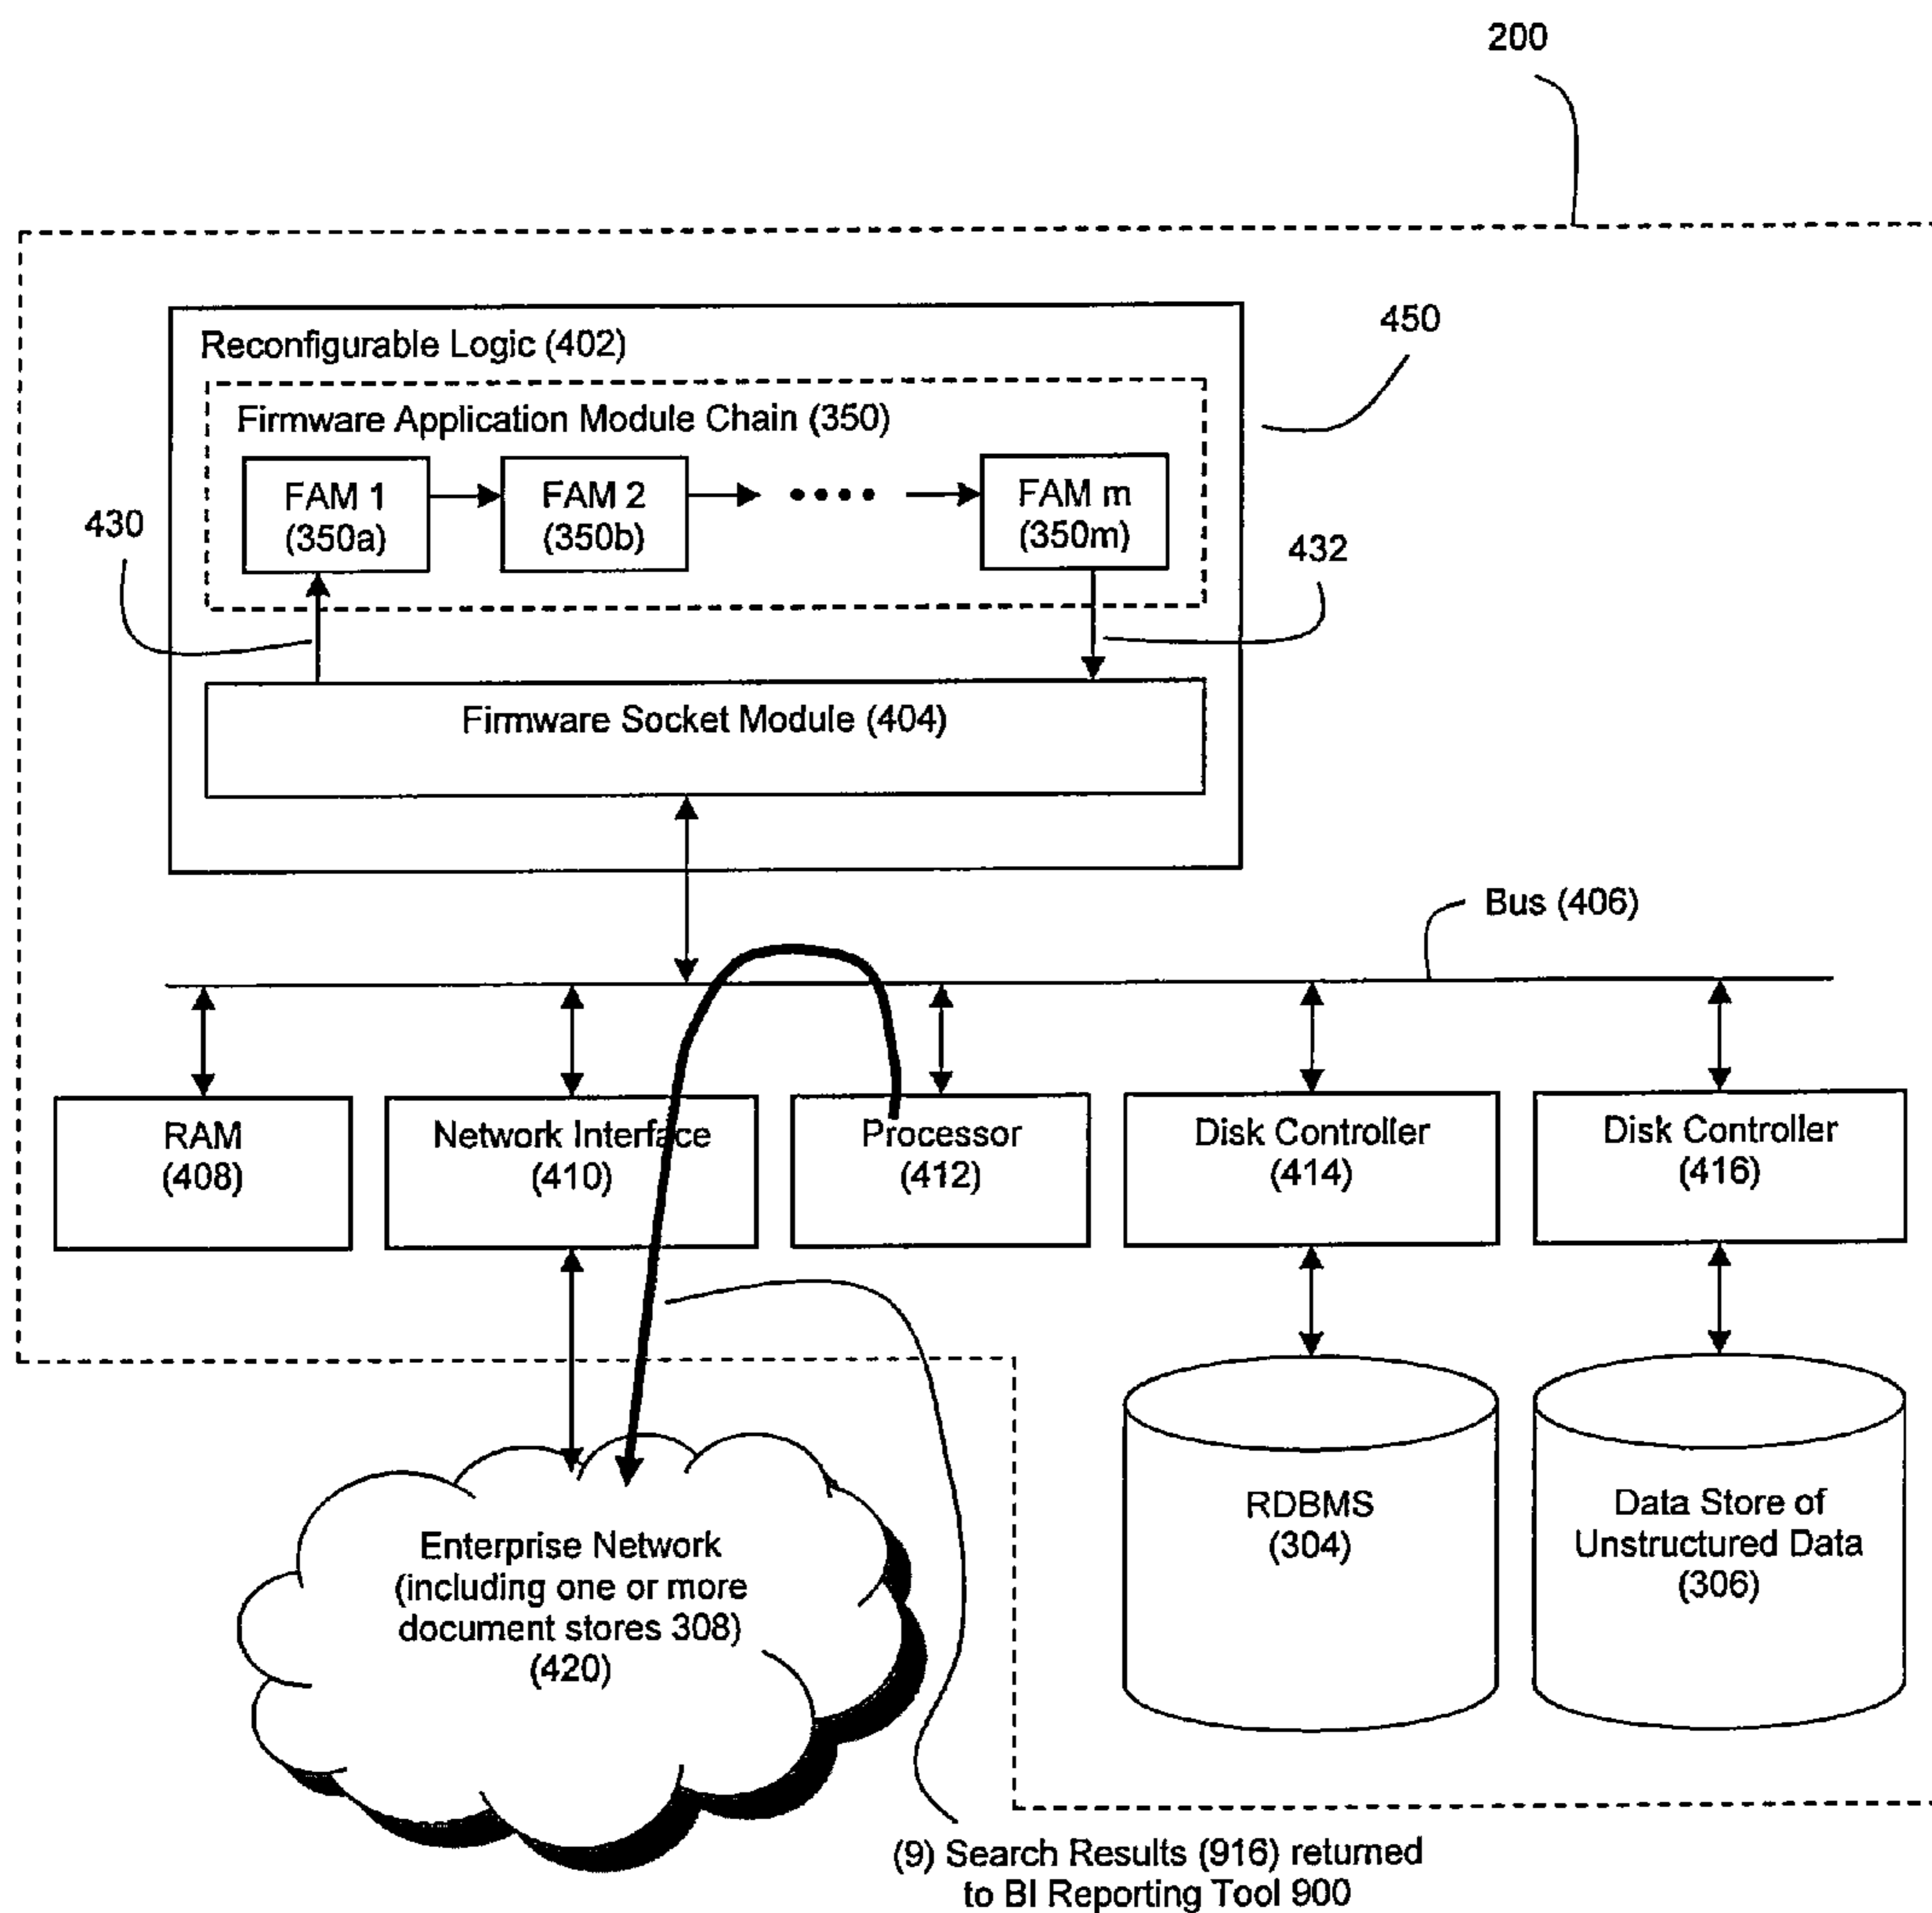 200
Reconfigurable Logic (402)
450
Firmware Application Module Chain (350)
FAM 1
(350a)
FAM 2
(350b)
FAM m
(350m)
430
432
Firmware Socket Module (404)
Bus (406)
RAM
(408)
Network Interface
(410)
Processor
(412)
Disk Controller
(414)
Disk Controller
(416)
Enterprise Network
(including one or more
document stores 308)
(420)
RDBMS
(304)
Data Store of
Unstructured Data
(306)
(9) Search Results (916) returned
to BI Reporting Tool 900